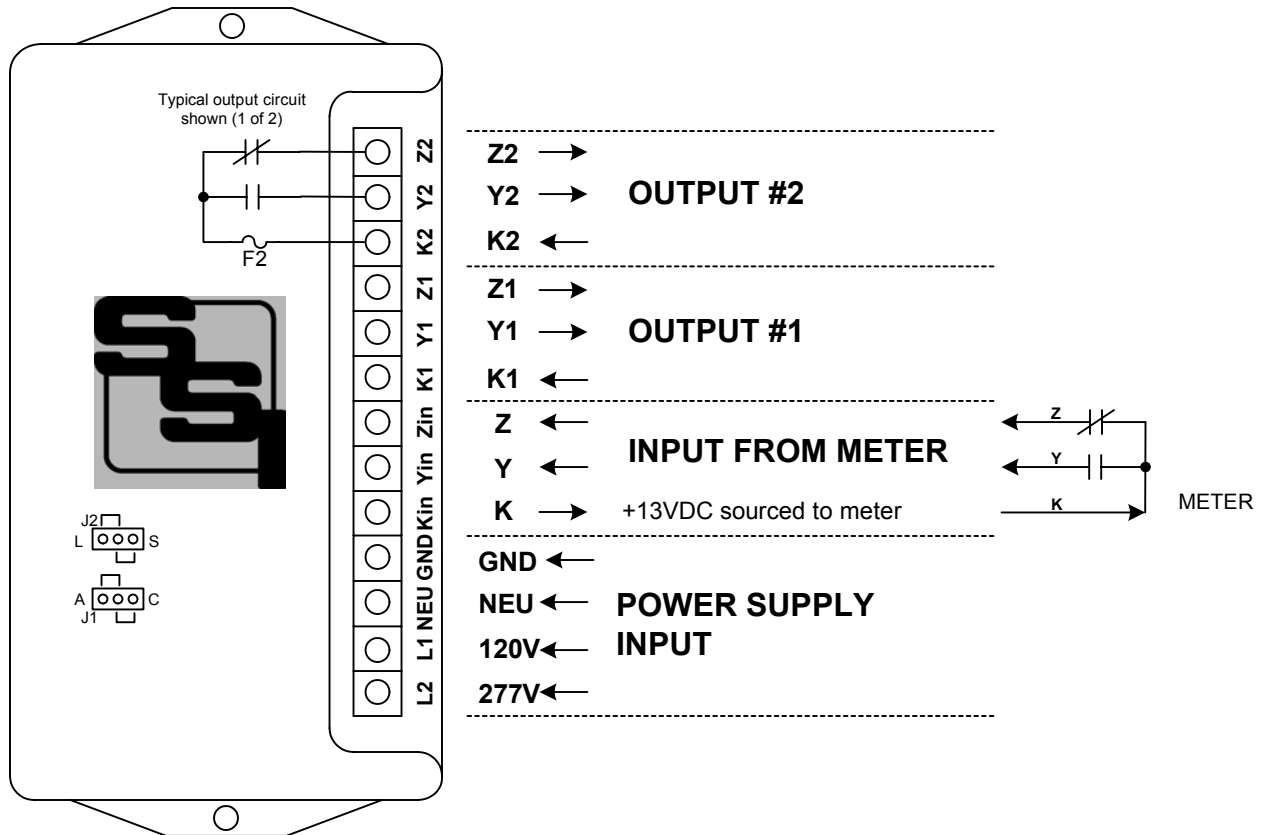 Typical output circuit
shown (1 of 2)
F2
SSI
J2
L S
A C
J1
Z2
Y2
K2
Z1
Y1
K1
Zin
Yin
Kin
GND
NEU
L1
L2
Z2
Y2 OUTPUT #2
K2
Z1
Y1 OUTPUT #1
K1
Z
Y INPUT FROM METER
K +13VDC sourced to meter
Z
Y
K
METER
GND
NEU
120V
277V
POWER SUPPLY
INPUT